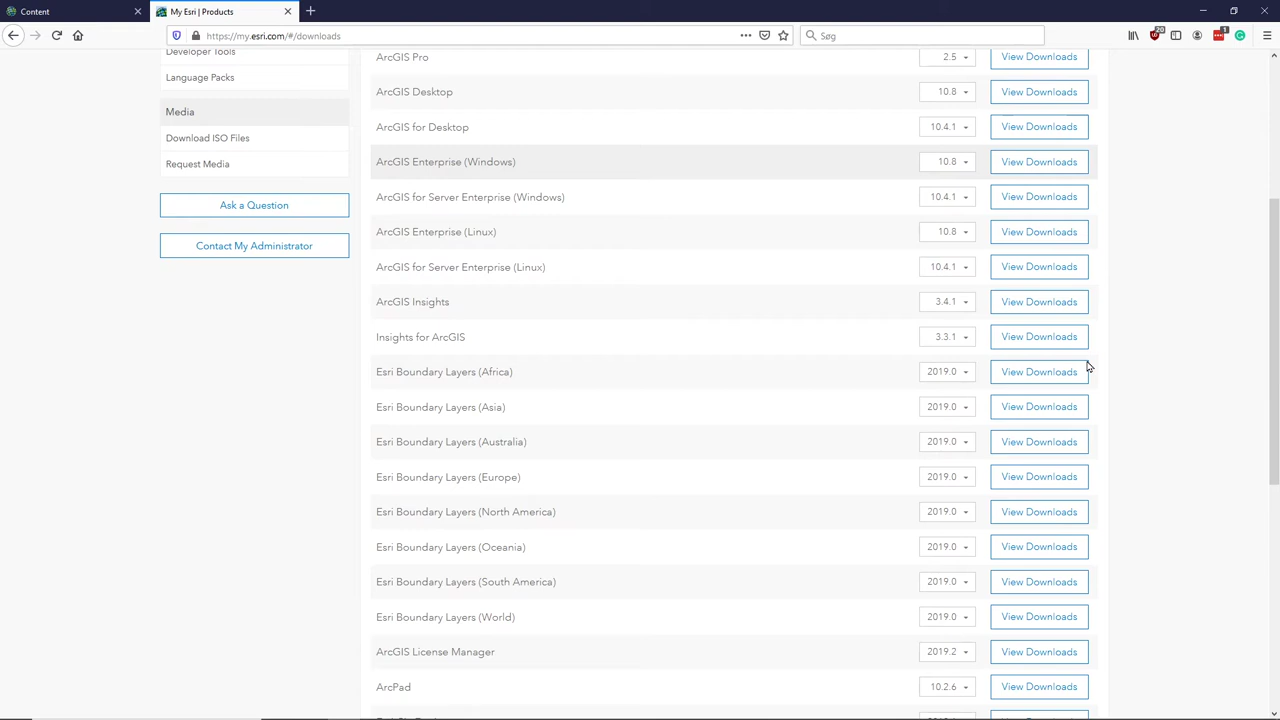 Content
My Esri | Products
https://my.esri.com/#/downloads
Søg
20
1
Developer Tools
Language Packs
Media
Download ISO Files
Request Media
Ask a Question
Contact My Administrator
ArcGIS Pro 2.5 View Downloads
ArcGIS Desktop 10.8 View Downloads
ArcGIS for Desktop 10.4.1 View Downloads
ArcGIS Enterprise (Windows) 10.8 View Downloads
ArcGIS for Server Enterprise (Windows) 10.4.1 View Downloads
ArcGIS Enterprise (Linux) 10.8 View Downloads
ArcGIS for Server Enterprise (Linux) 10.4.1 View Downloads
ArcGIS Insights 3.4.1 View Downloads
Insights for ArcGIS 3.3.1 View Downloads
Esri Boundary Layers (Africa) 2019.0 View Downloads
Esri Boundary Layers (Asia) 2019.0 View Downloads
Esri Boundary Layers (Australia) 2019.0 View Downloads
Esri Boundary Layers (Europe) 2019.0 View Downloads
Esri Boundary Layers (North America) 2019.0 View Downloads
Esri Boundary Layers (Oceania) 2019.0 View Downloads
Esri Boundary Layers (South America) 2019.0 View Downloads
Esri Boundary Layers (World) 2019.0 View Downloads
ArcGIS License Manager 2019.2 View Downloads
ArcPad 10.2.6 View Downloads